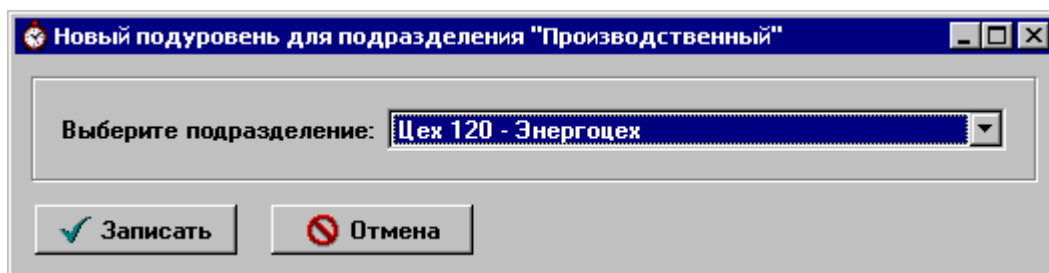 Новый подуровень для подразделения "Производственный"
Выберите подразделение: Цех 120 - Энергоцех
Записать Отмена